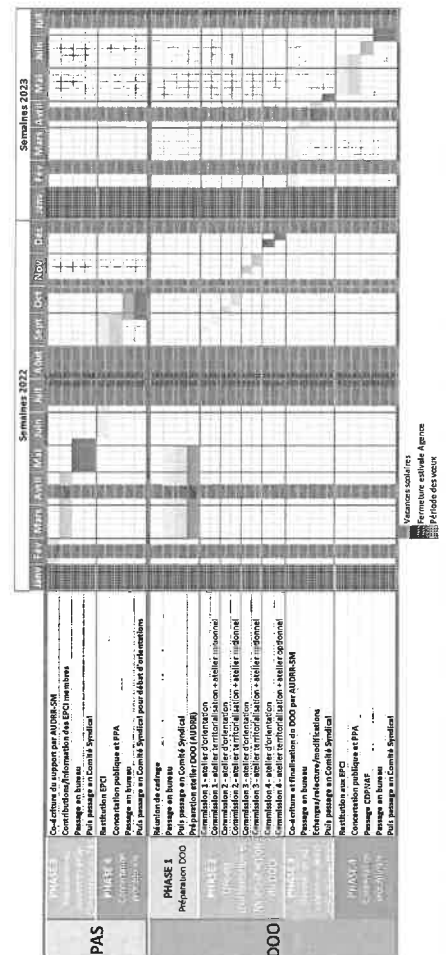 Semaines 2022
Semaines 2023
Janv Fév Mars Avril Mai Juin Juil Août Sept Oct Nov Déc Janv Fév Mars Avril Mai Juin Juil
PAS
Co-écriture du support par AUDRR-SM
Contributions/Information des EPCI membres
Passage en bureau
Puis passage en Comité Syndical
Restitution EPCI
Concertation publique et PPA
Passage en bureau
Puis passage en Comité Syndical pour débat d'orientations
DOO
PHASE 1
Préparation DOO
Réunion de cadrage
Passage en bureau
Puis passage en Comité Syndical
Préparation atelier DOO (AUDRR)
Commission 1 - atelier d'orientation
Commission 1 - atelier territorialisation + atelier optionnel
Commission 2 - atelier d'orientation
Commission 2 - atelier territorialisation + atelier optionnel
Commission 3 - atelier d'orientation
Commission 3 - atelier territorialisation + atelier optionnel
Commission 4 - atelier d'orientation
Commission 4 - atelier territorialisation + atelier optionnel
Co-écriture et finalisation du DOO par AUDRR-SM
Passage en bureau
Echanges/relecture/modifications
Puis passage en Comité Syndical
Restitution aux EPCI
Concertation publique et PPA
Passage CDPNAF
Passage en bureau
Puis passage en Comité Syndical
Vacances scolaires
Fermeture estivale Agence
Période des vœux